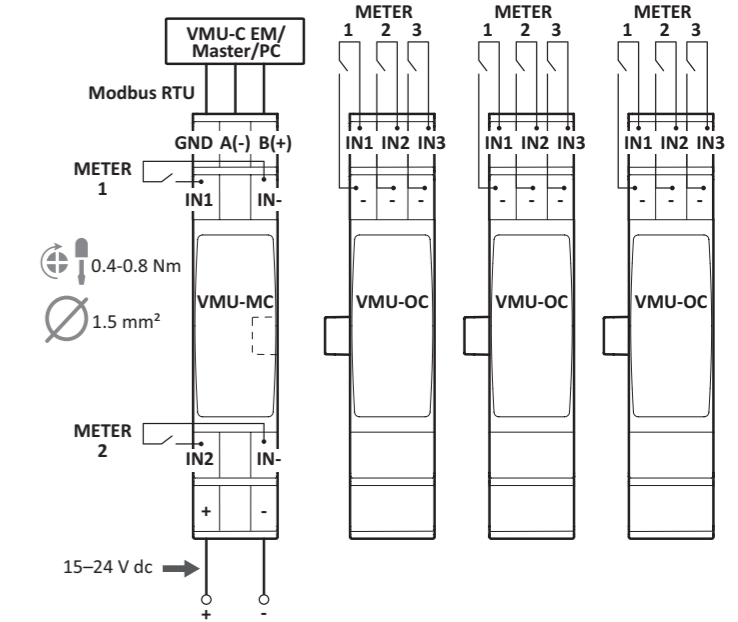 VMU-C EM/
Master/PC
Modbus RTU
GND A(-) B(+)
METER
1
IN1 IN-
0.4-0.8 Nm
1.5 mm²
VMU-MC
METER
2
IN2 IN-
+ -
15–24 V dc
+ -
METER
1 2 3
IN1 IN2 IN3
- - -
VMU-OC
METER
1 2 3
IN1 IN2 IN3
- - -
VMU-OC
METER
1 2 3
IN1 IN2 IN3
- - -
VMU-OC